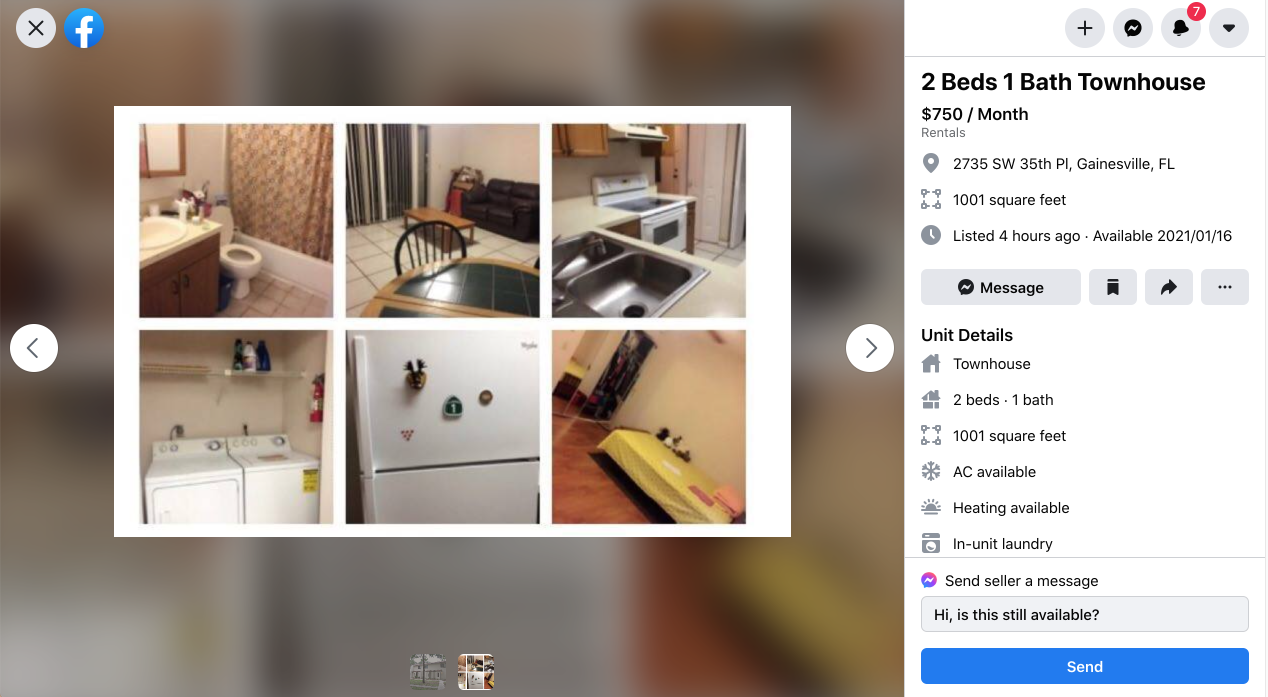 7
2 Beds 1 Bath Townhouse
$750 / Month
Rentals
2735 SW 35th Pl, Gainesville, FL
1001 square feet
Listed 4 hours ago · Available 2021/01/16
Message
Unit Details
Townhouse
2 beds · 1 bath
1001 square feet
AC available
Heating available
In-unit laundry
Send seller a message
Hi, is this still available?
Send
1